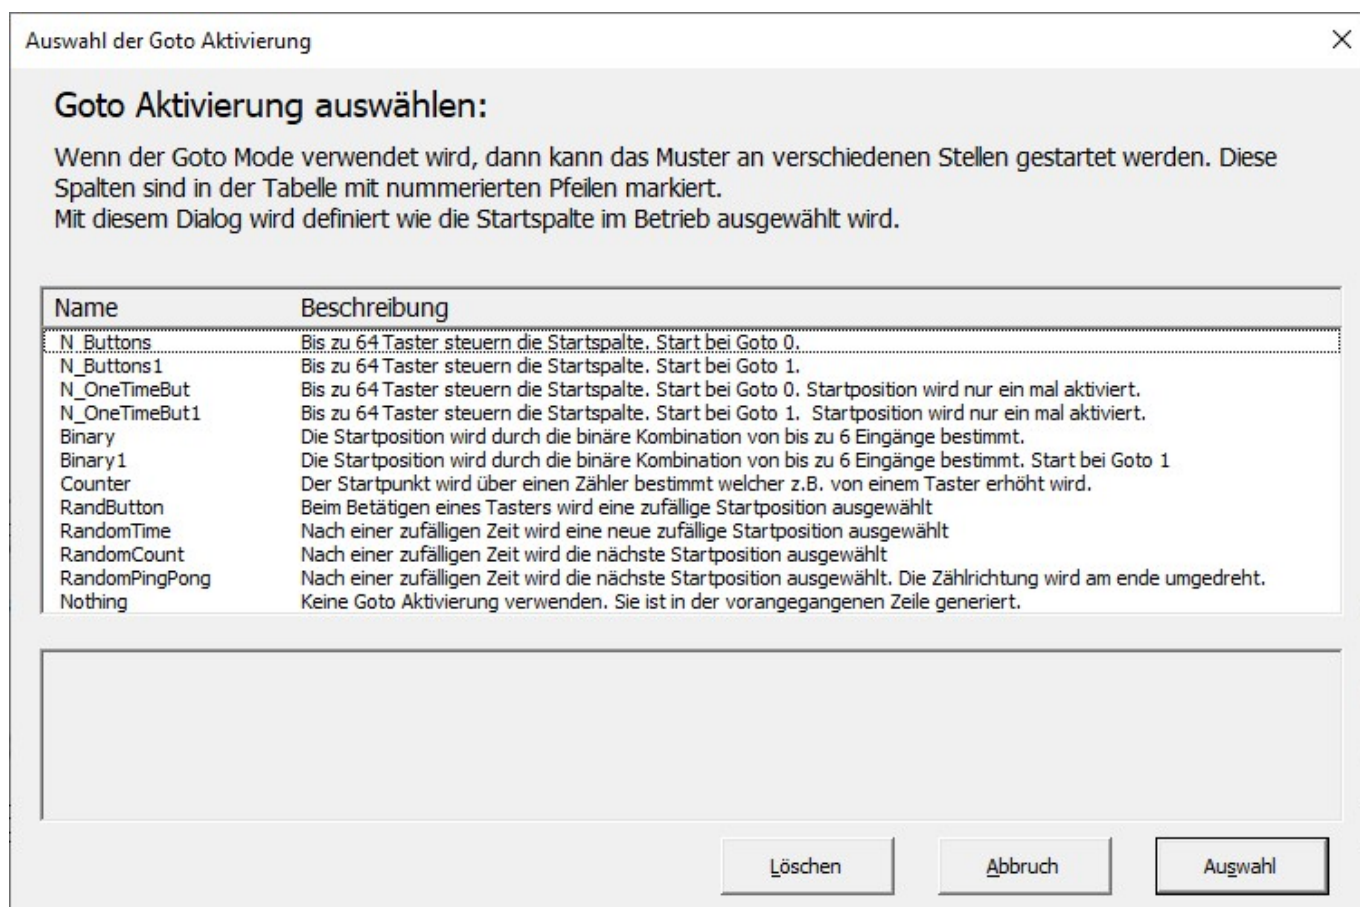 Auswahl der Goto Aktivierung
Goto Aktivierung auswählen:
Wenn der Goto Mode verwendet wird, dann kann das Muster an verschiedenen Stellen gestartet werden. Diese
Spalten sind in der Tabelle mit nummerierten Pfeilen markiert.
Mit diesem Dialog wird definiert wie die Startspalte im Betrieb ausgewählt wird.
Name Beschreibung
N_Buttons Bis zu 64 Taster steuern die Startspalte. Start bei Goto 0.
N_Buttons1 Bis zu 64 Taster steuern die Startspalte. Start bei Goto 1.
N_OneTimeBut Bis zu 64 Taster steuern die Startspalte. Start bei Goto 0. Startposition wird nur ein mal aktiviert.
N_OneTimeBut1 Bis zu 64 Taster steuern die Startspalte. Start bei Goto 1.  Startposition wird nur ein mal aktiviert.
Binary Die Startposition wird durch die binäre Kombination von bis zu 6 Eingänge bestimmt.
Binary1 Die Startposition wird durch die binäre Kombination von bis zu 6 Eingänge bestimmt. Start bei Goto 1
Counter Der Startpunkt wird über einen Zähler bestimmt welcher z.B. von einem Taster erhöht wird.
RandButton Beim Betätigen eines Tasters wird eine zufällige Startposition ausgewählt
RandomTime Nach einer zufälligen Zeit wird eine neue zufällige Startposition ausgewählt
RandomCount Nach einer zufälligen Zeit wird die nächste Startposition ausgewählt
RandomPingPong Nach einer zufälligen Zeit wird die nächste Startposition ausgewählt. Die Zählrichtung wird am ende umgedreht.
Nothing Keine Goto Aktivierung verwenden. Sie ist in der vorangegangenen Zeile generiert.
Löschen Abbruch Auswahl